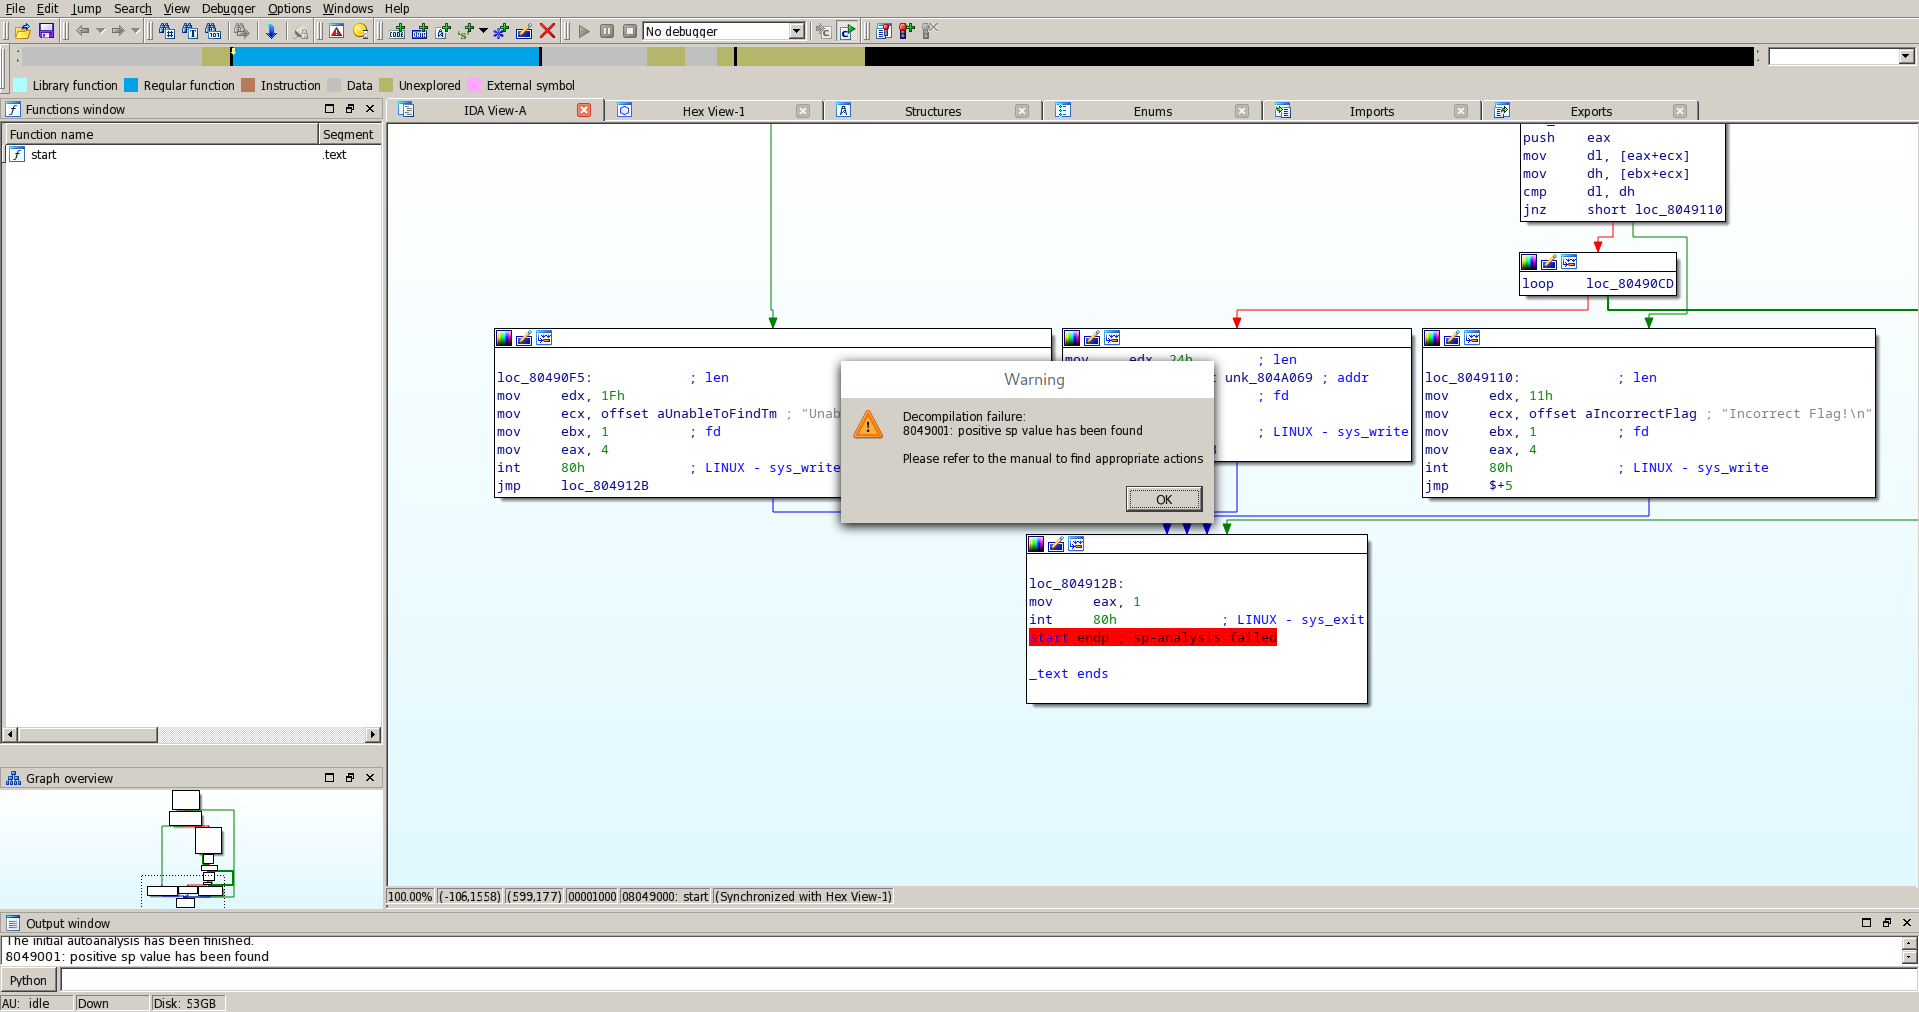 File Edit Jump Search View Debugger Options Windows Help
No debugger
Library function Regular function Instruction Data Unexplored External symbol
Functions window
Function name Segment
start .text
IDA View-A Hex View-1 Structures Enums Imports Exports
push eax
mov dl, [eax+ecx]
mov dh, [ebx+ecx]
cmp dl, dh
jnz short loc_8049110
loop loc_80490CD
loc_80490F5: ; len
mov edx, 1Fh
mov ecx, offset aUnableToFindTm ; "Unab
mov ebx, 1 ; fd
mov eax, 4
int 80h ; LINUX - sys_write
jmp loc_804912B
mov edx, 24h ; len
unk_804A069 ; addr
; fd
; LINUX - sys_write
loc_8049110: ; len
mov edx, 11h
mov ecx, offset aIncorrectFlag ; "Incorrect Flag!\n"
mov ebx, 1 ; fd
mov eax, 4
int 80h ; LINUX - sys_write
jmp $+5
Warning
Decompilation failure:
8049001: positive sp value has been found
Please refer to the manual to find appropriate actions
OK
loc_804912B:
mov eax, 1
int 80h ; LINUX - sys_exit
start endp ; sp-analysis failed
_text ends
Graph overview
100.00% (-106,1558) (599,177) 00001000 08049000: start (Synchronized with Hex View-1)
Output window
The initial autoanalysis has been finished.
8049001: positive sp value has been found
Python
AU: idle Down Disk: 53GB